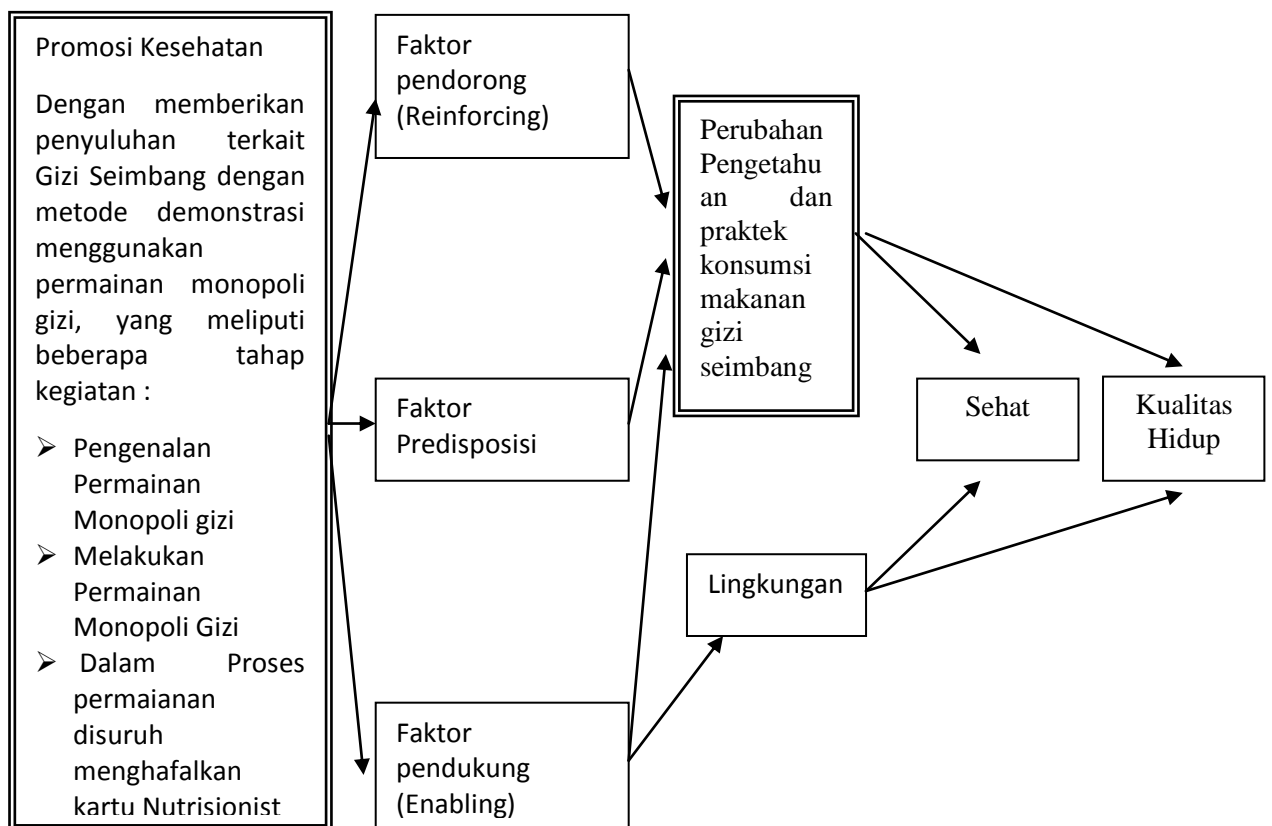 Promosi Kesehatan
Dengan memberikan
penyuluhan terkait
Gizi Seimbang dengan
metode demonstrasi
menggunakan
permainan monopoli
gizi, yang meliputi
beberapa tahap
kegiatan :
➢ Pengenalan
Permainan
Monopoli gizi
➢ Melakukan
Permainan
Monopoli Gizi
➢ Dalam Proses
permaianan
disuruh
menghafalkan
kartu Nutrisionist
Faktor
pendorong
(Reinforcing)
Faktor
Predisposisi
Faktor
pendukung
(Enabling)
Perubahan
Pengetahu
an dan
praktek
konsumsi
makanan
gizi
seimbang
Lingkungan
Sehat
Kualitas
Hidup